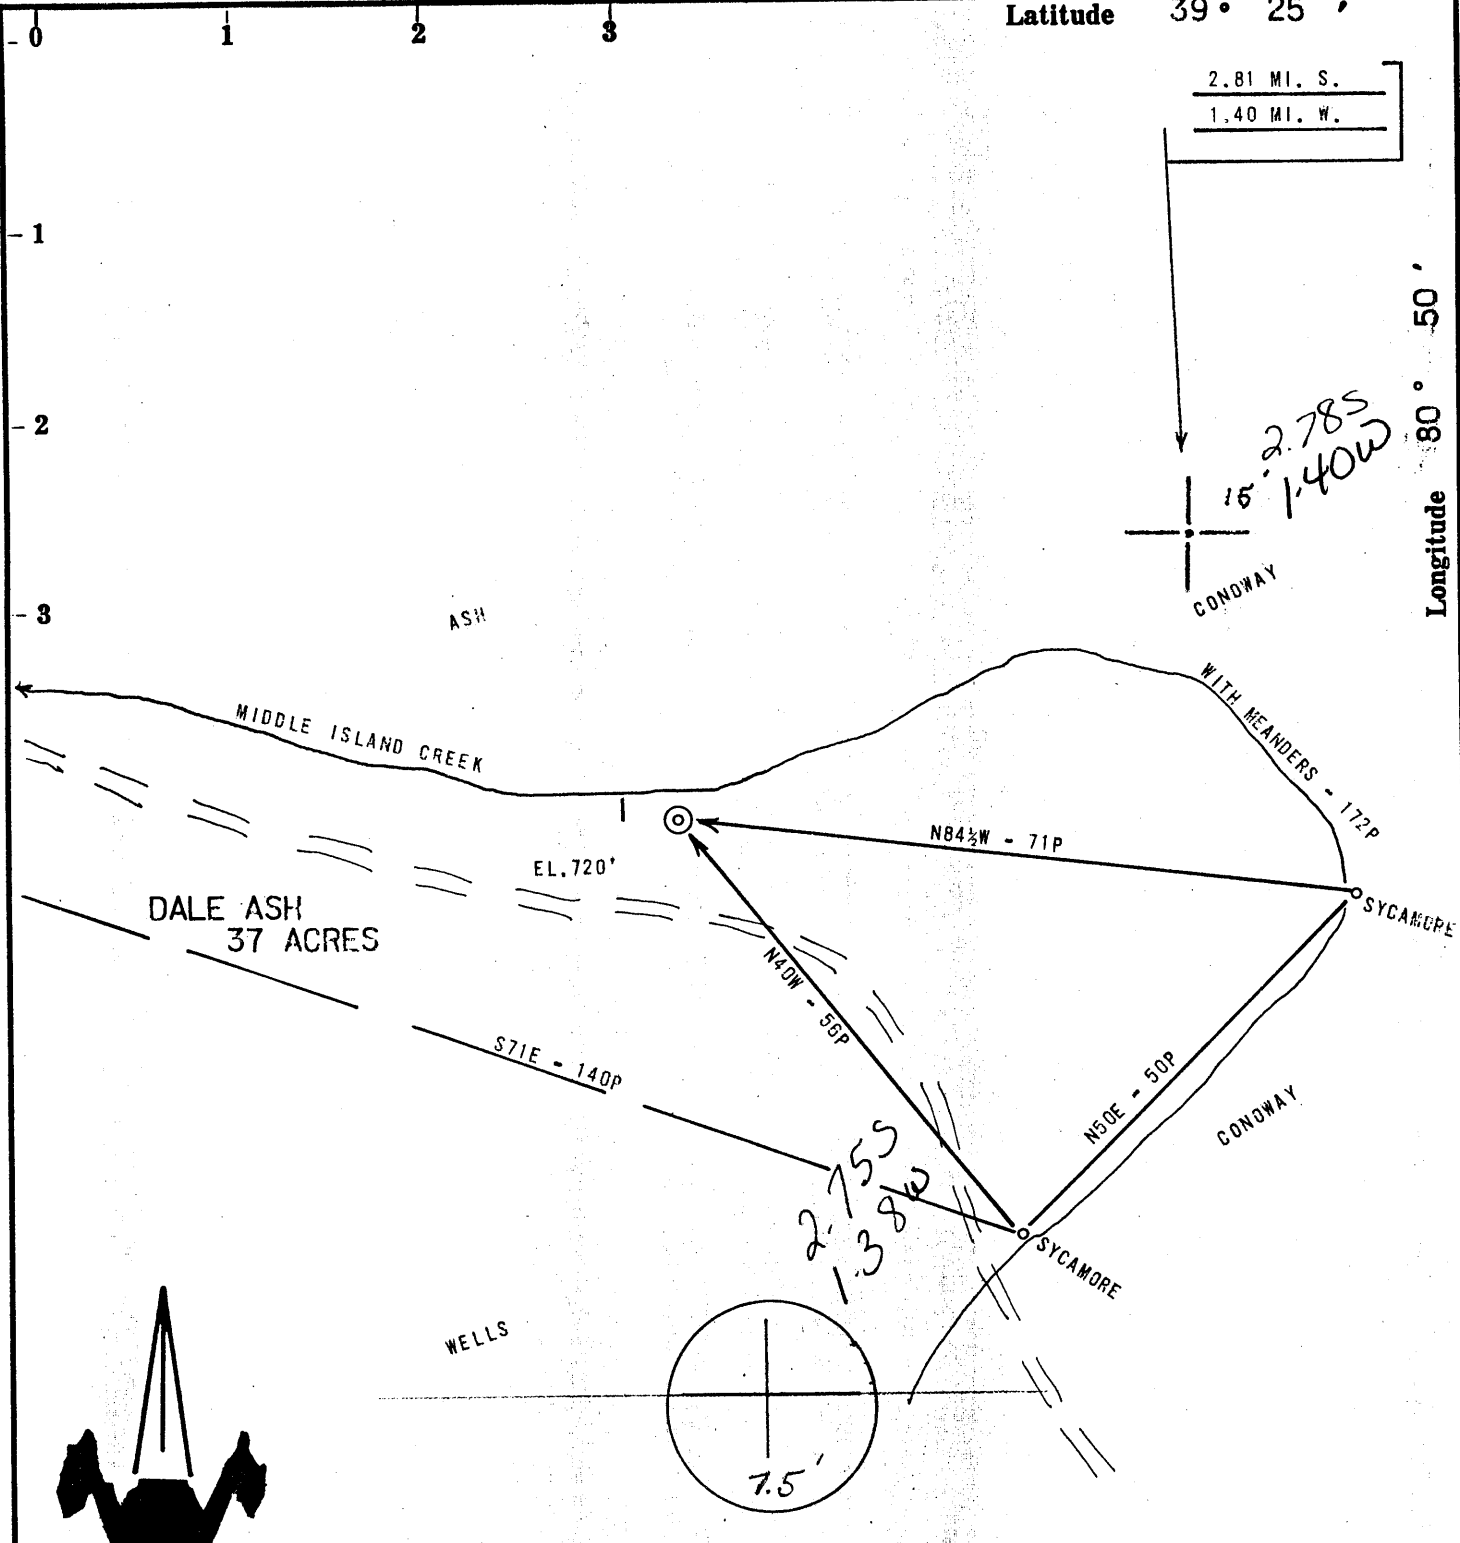 Latitude 39° 25 '
0 1 2 3
2.81 MI. S.
1.40 MI. W.
- 1
Longitude 80° 50'
- 2
2.78S
15' 1.40W
CONOWAY
- 3
ASH
WITH MEANDERS - 172P
MIDDLE ISLAND CREEK
N84½W - 71P
EL. 720'
SYCAMORE
DALE ASH
37 ACRES
N40W - 56P
S71E - 140P
N50E - 50P
CONOWAY
2.75S
1.38W
SYCAMORE
WELLS
7.5'